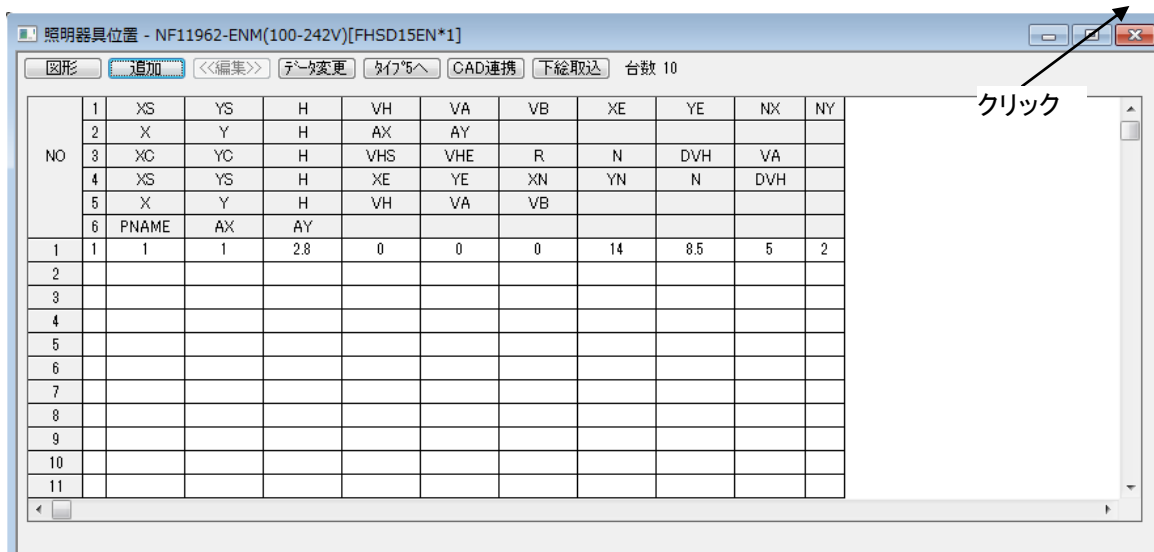 照明器具位置 - NF11962-ENM(100-242V)[FHSD15EN*1]
図形 追加 <<編集>> ﾃﾞｰﾀ変更 ﾀｲﾌﾟ5へ CAD連携 下絵取込 台数 10
クリック
1 XS YS H VH VA VB XE YE NX NY
2 X Y H AX AY
NO 3 XC YC H VHS VHE R N DVH VA
4 XS YS H XE YE XN YN N DVH
5 X Y H VH VA VB
6 PNAME AX AY
1 1 1 1 2.8 0 0 0 14 8.5 5 2
2
3
4
5
6
7
8
9
10
11